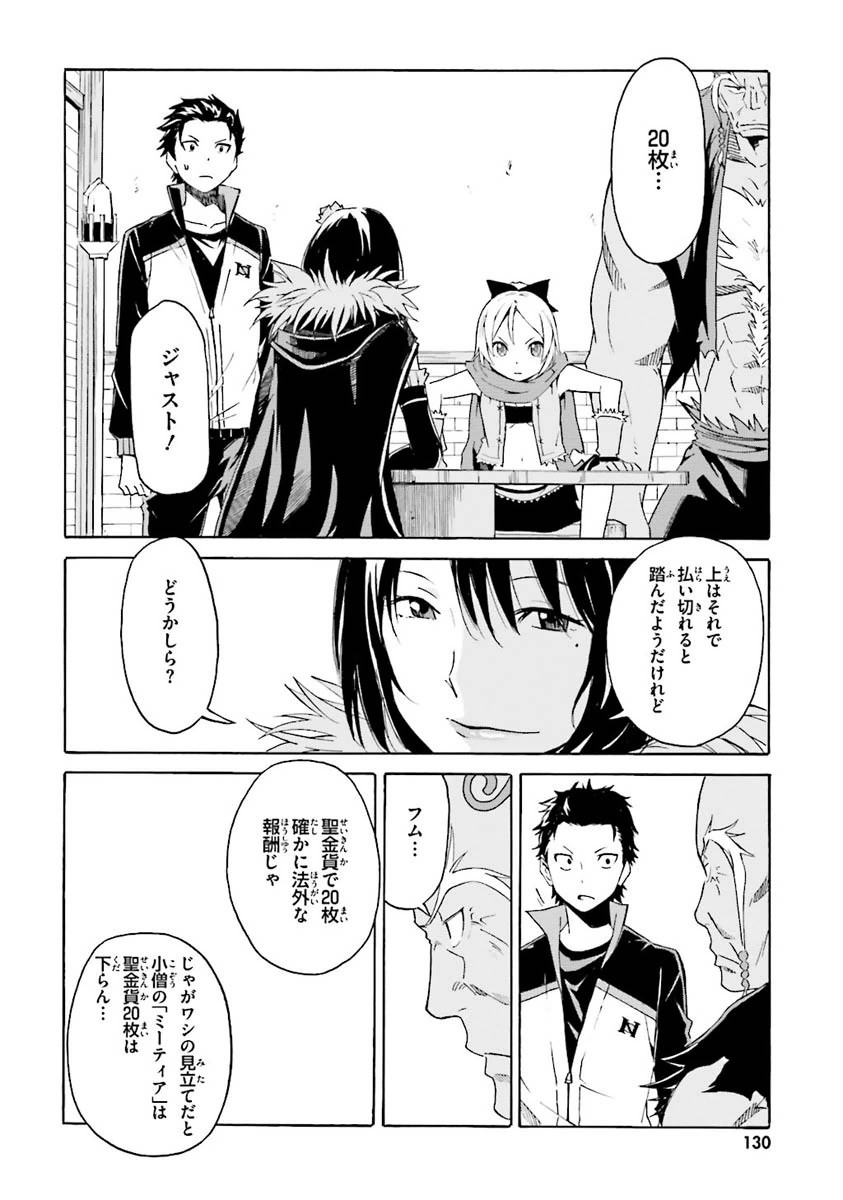 20枚…
ジャスト！
上はそれで
払い切れると
踏んだようだけれど
どうかしら？
フム…
聖金貨で20枚
確かに法外な
報酬じゃ
じゃがワシの見立てだと
小僧の「ミーティア」は
聖金貨20枚は
下らん…
130